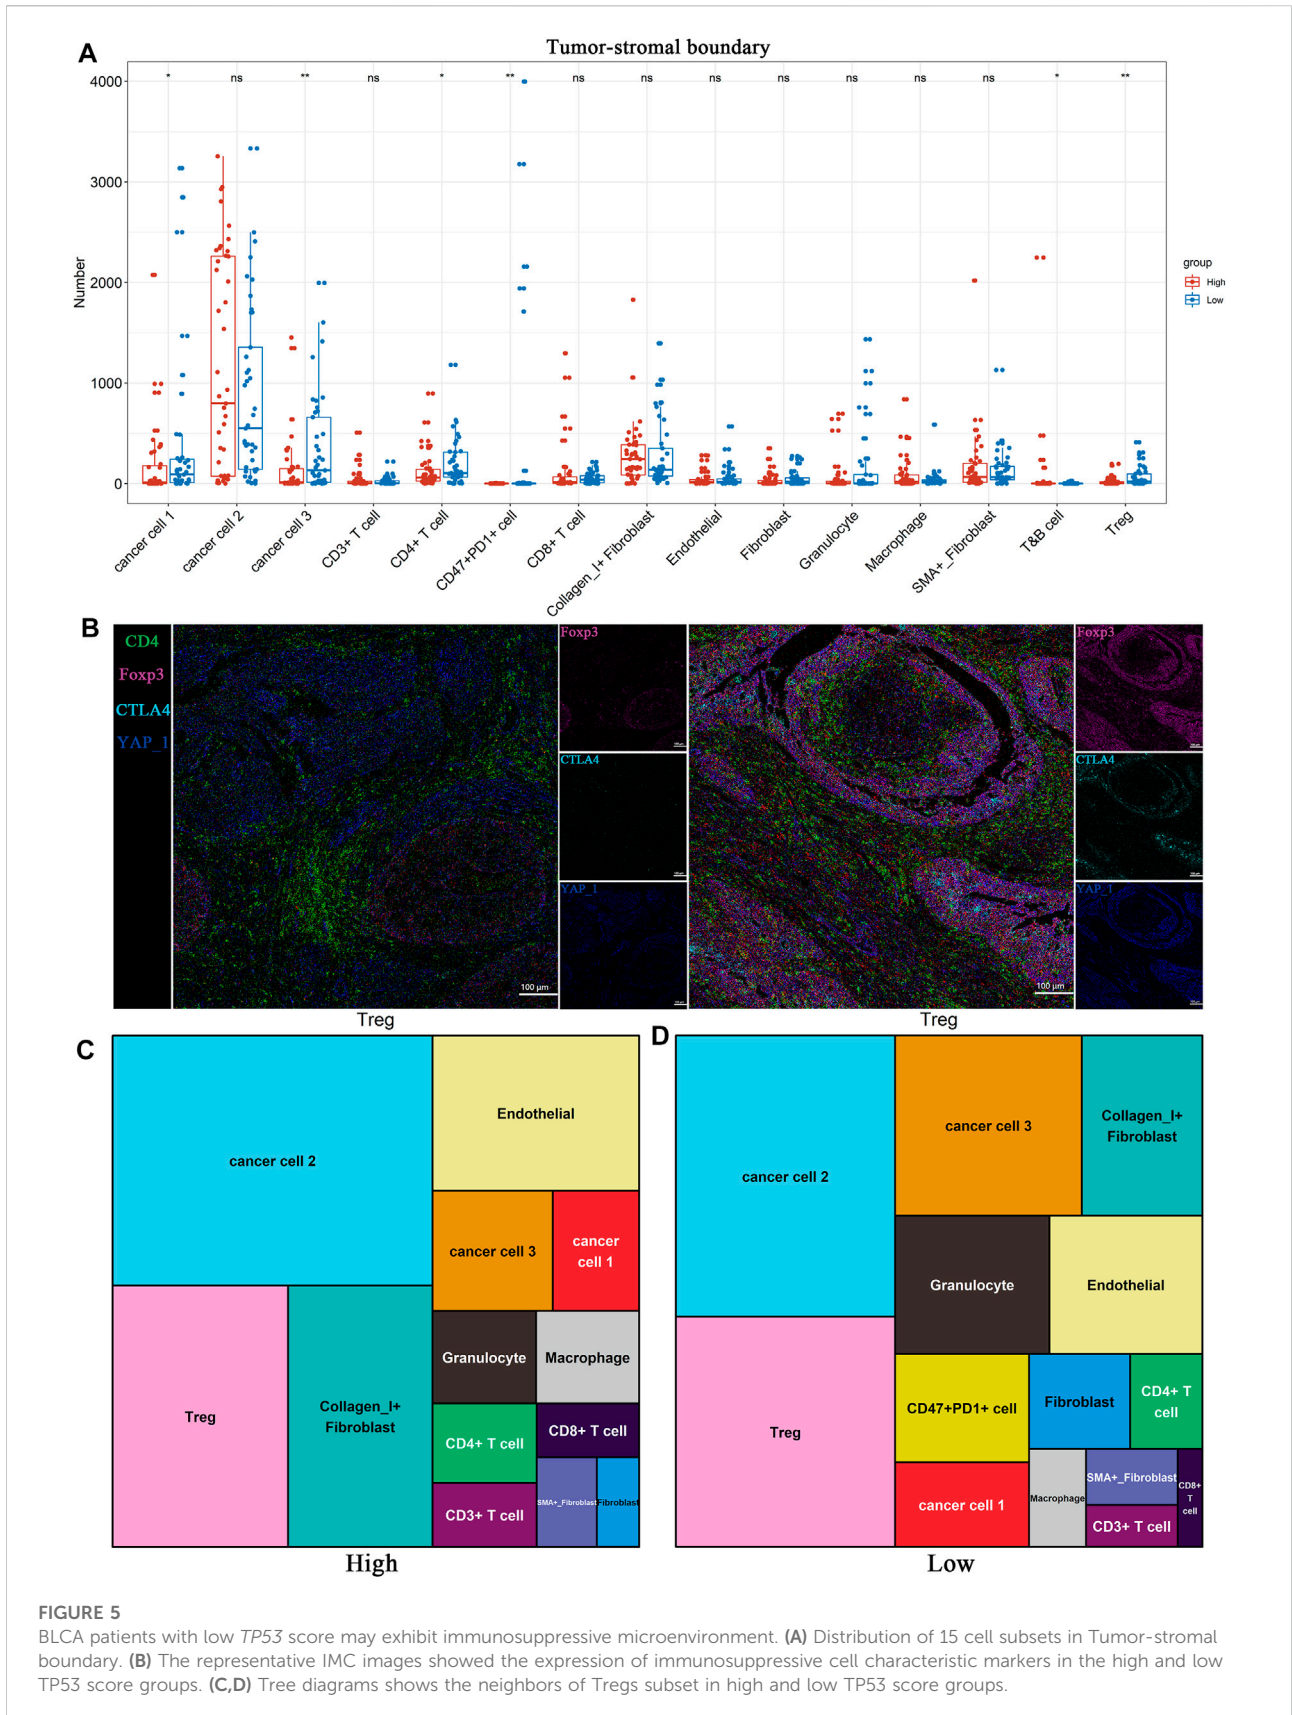 A
Tumor-stromal boundary
* ns ** ns * ** ns ns ns ns ns ns ns * **
4000
3000
2000
1000
0
Number
group
High
Low
cancer cell 1
cancer cell 2
cancer cell 3
CD3+ T cell
CD4+ T cell
CD47+PD1+ cell
CD8+ T cell
Collagen_I+ Fibroblast
Endothelial
Fibroblast
Granulocyte
Macrophage
SMA+_Fibroblast
T&B cell
Treg
B
CD4
Foxp3
CTLA4
YAP_1
100 μm
Foxp3
CTLA4
YAP_1
100 μm
Foxp3
CTLA4
YAP_1
Treg
Treg
C
cancer cell 2
Endothelial
cancer cell 3
cancer
cell 1
Treg
Collagen_I+
Fibroblast
Granulocyte
Macrophage
CD4+ T cell
CD8+ T cell
CD3+ T cell
SMA+_Fibroblast
Fibroblast
High
D
cancer cell 2
cancer cell 3
Collagen_I+
Fibroblast
Granulocyte
Endothelial
Treg
CD47+PD1+ cell
Fibroblast
CD4+ T
cell
cancer cell 1
Macrophage
SMA+_Fibroblast
CD3+ T cell
CD8+
T
cell
Low
FIGURE 5
BLCA patients with low TP53 score may exhibit immunosuppressive microenvironment. (A) Distribution of 15 cell subsets in Tumor-stromal
boundary. (B) The representative IMC images showed the expression of immunosuppressive cell characteristic markers in the high and low
TP53 score groups. (C,D) Tree diagrams shows the neighbors of Tregs subset in high and low TP53 score groups.